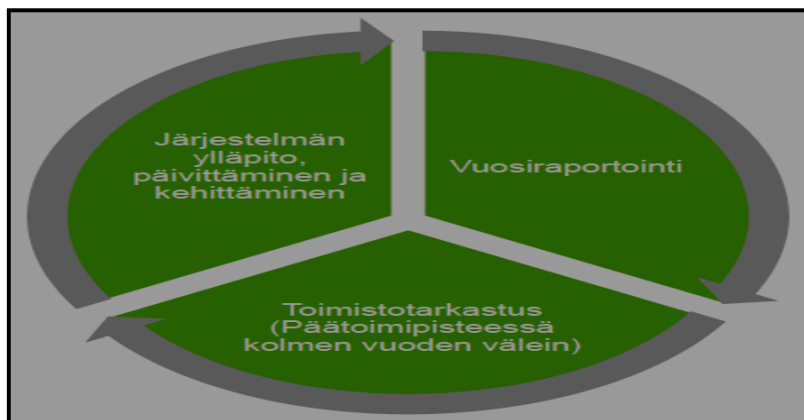 Järjestelmän
ylläpito,
päivittäminen ja
kehittäminen
Vuosiraportointi
Toimistotarkastus
(Päätoimipisteessä
kolmen vuoden välein)